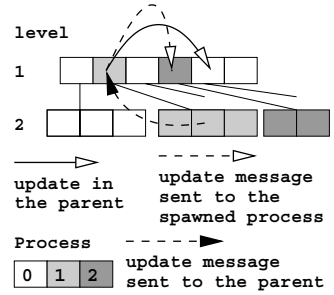 level
1
2
update in
the parent
update message
sent to the
spawned process
Process
0 1 2
update message
sent to the parent